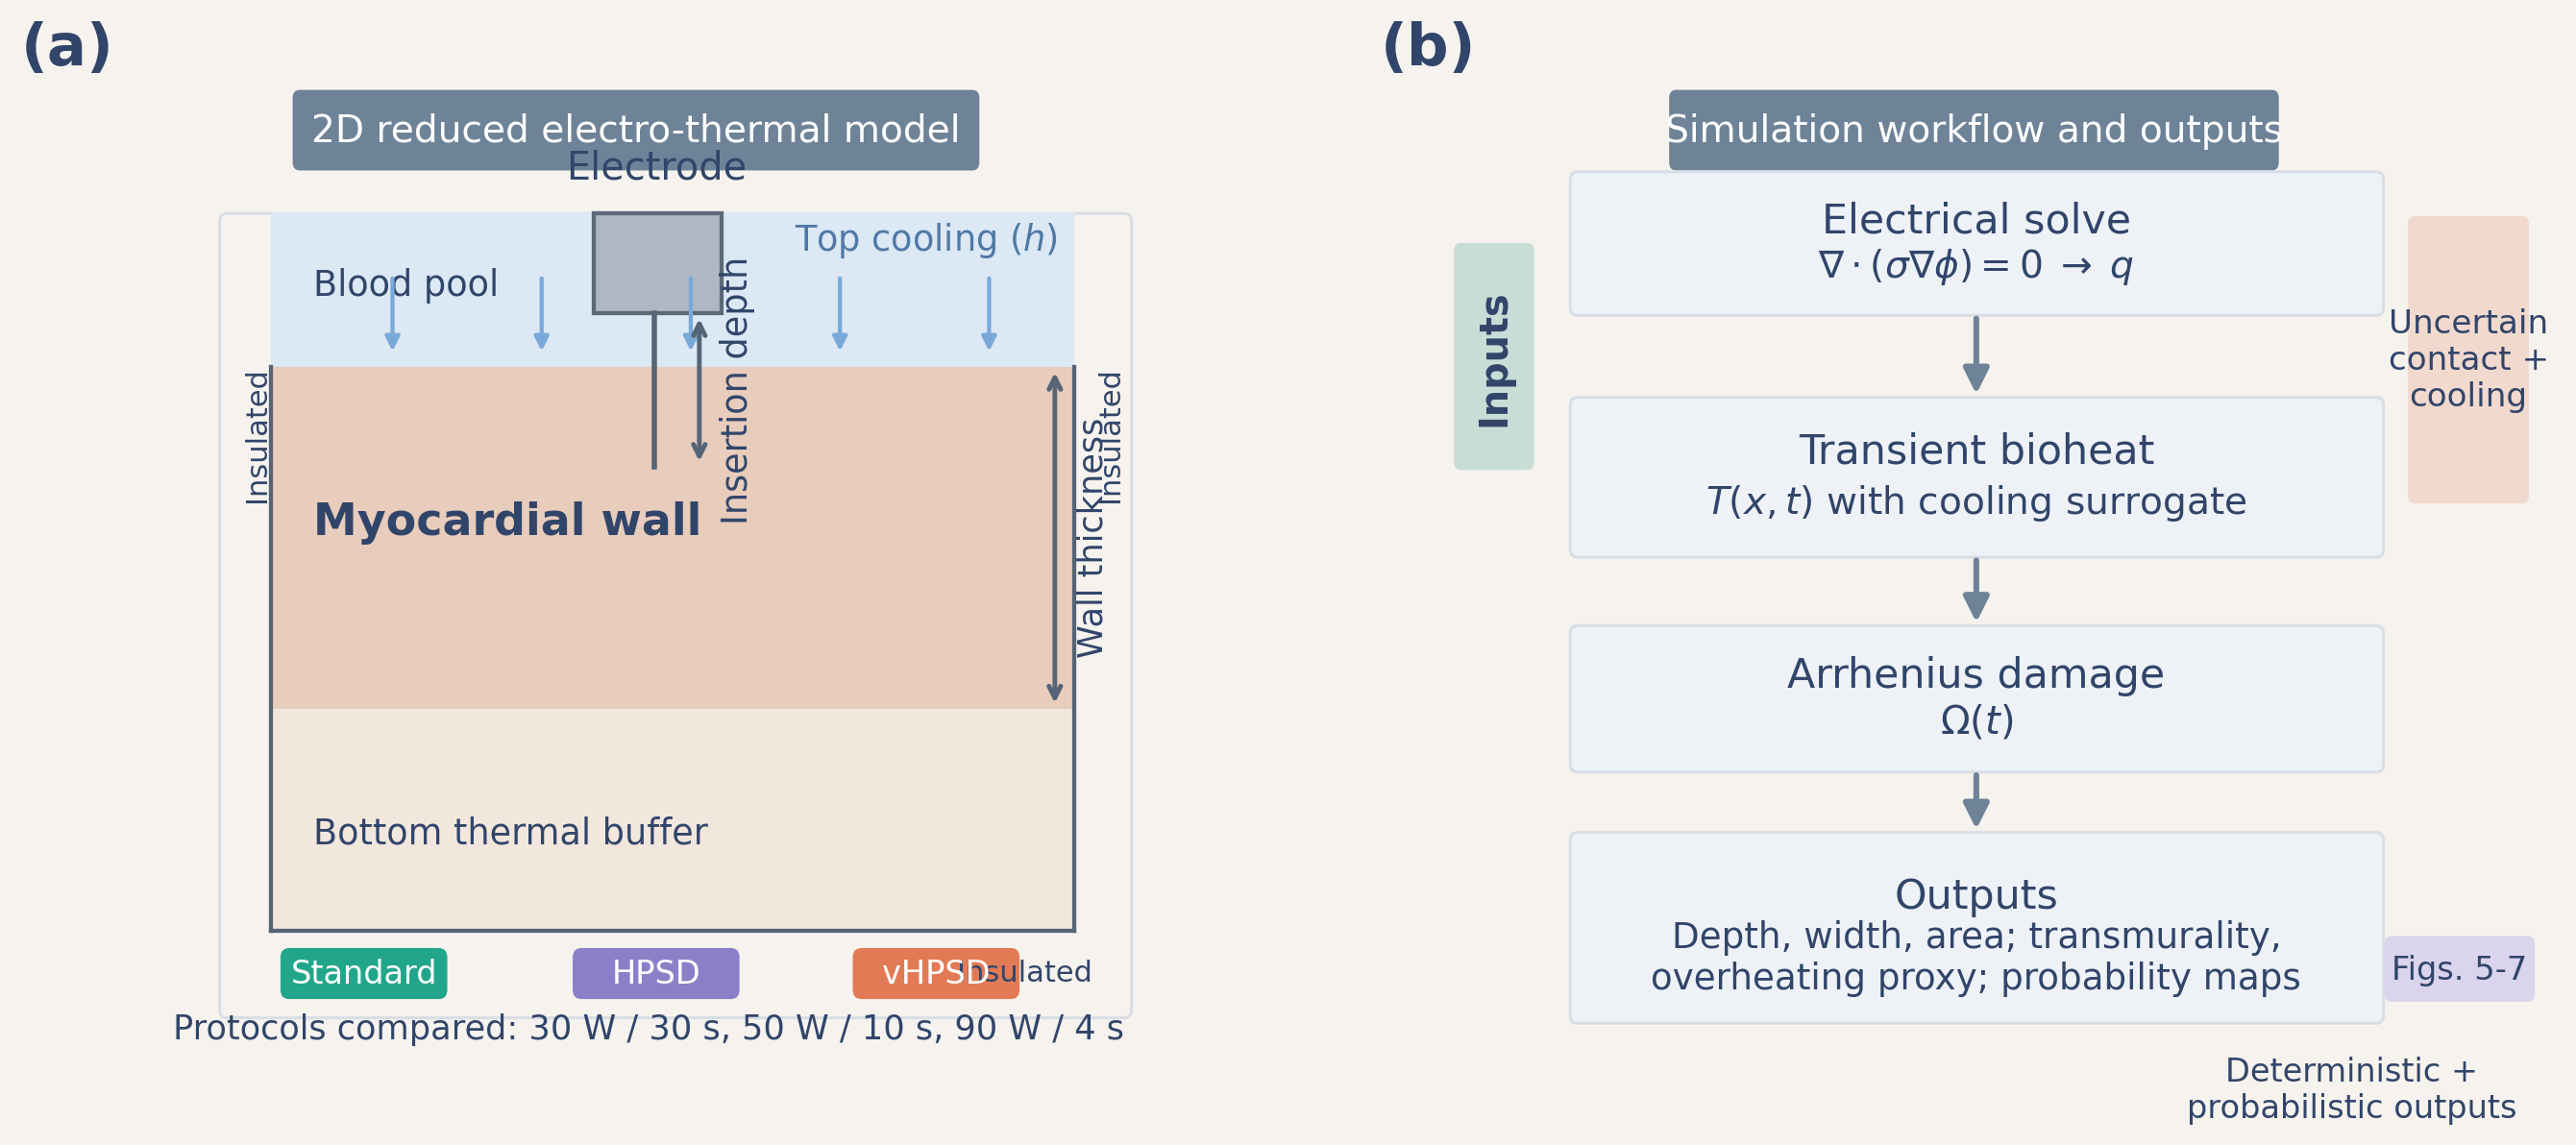 (a)
2D reduced electro-thermal model
Electrode
Top cooling (h)
Blood pool
Insertion depth
Insulated
Insulated
Wall thickness
Myocardial wall
Bottom thermal buffer
Standard
HPSD
vHPSD
Insulated
Protocols compared: 30 W / 30 s, 50 W / 10 s, 90 W / 4 s
(b)
Simulation workflow and outputs
Inputs
Electrical solve
∇ · (σ∇ϕ) = 0 → q
Uncertain
contact +
cooling
Transient bioheat
T(x, t) with cooling surrogate
Arrhenius damage
Ω(t)
Outputs
Depth, width, area; transmurality,
overheating proxy; probability maps
Figs. 5-7
Deterministic +
probabilistic outputs